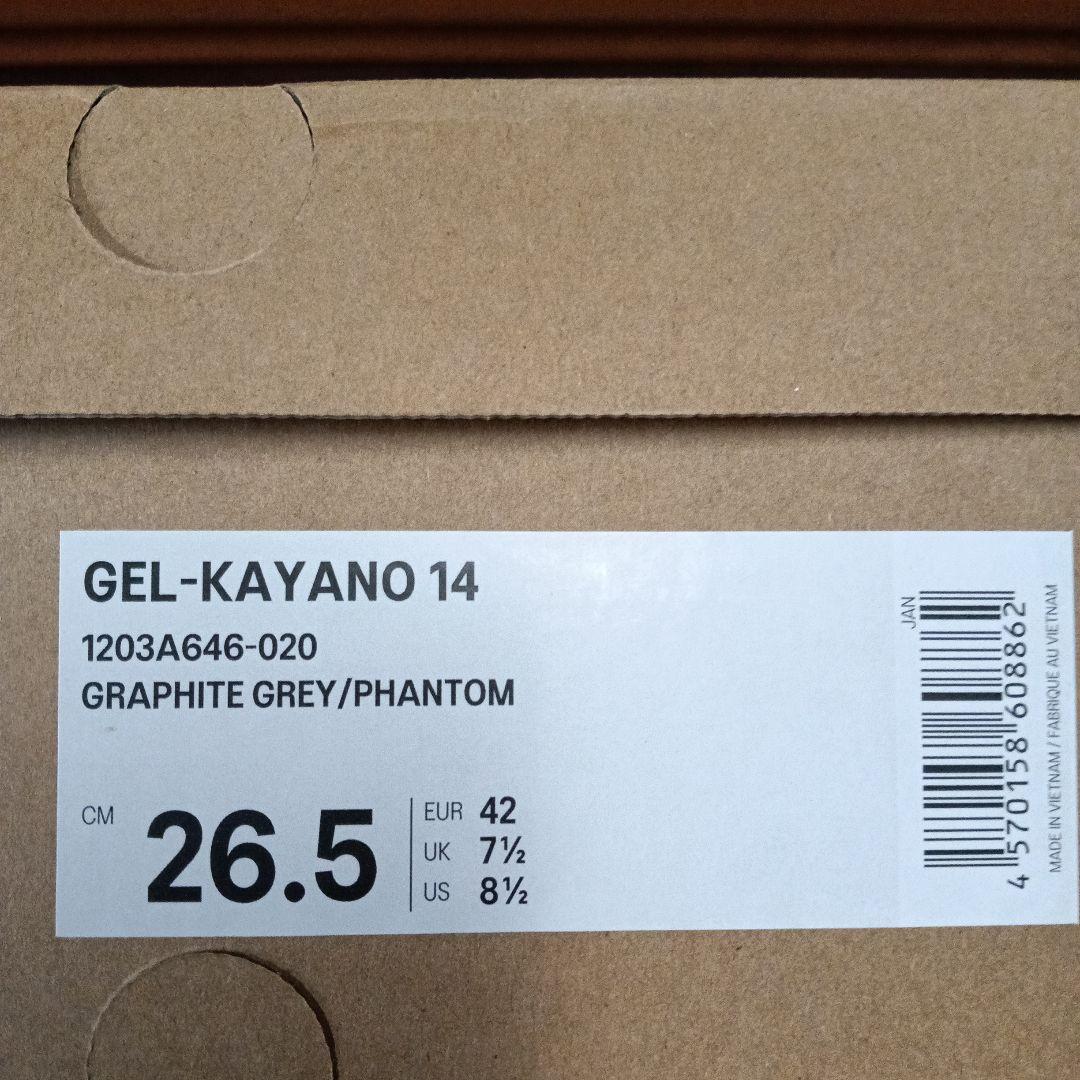 GEL-KAYANO 14
1203A646-020
GRAPHITE GREY/PHANTOM
CM 26.5
EUR 42
UK 7½
US 8½
JAN
4 570158 608862
MADE IN VIETNAM / FABRIQUE AU VIETNAM